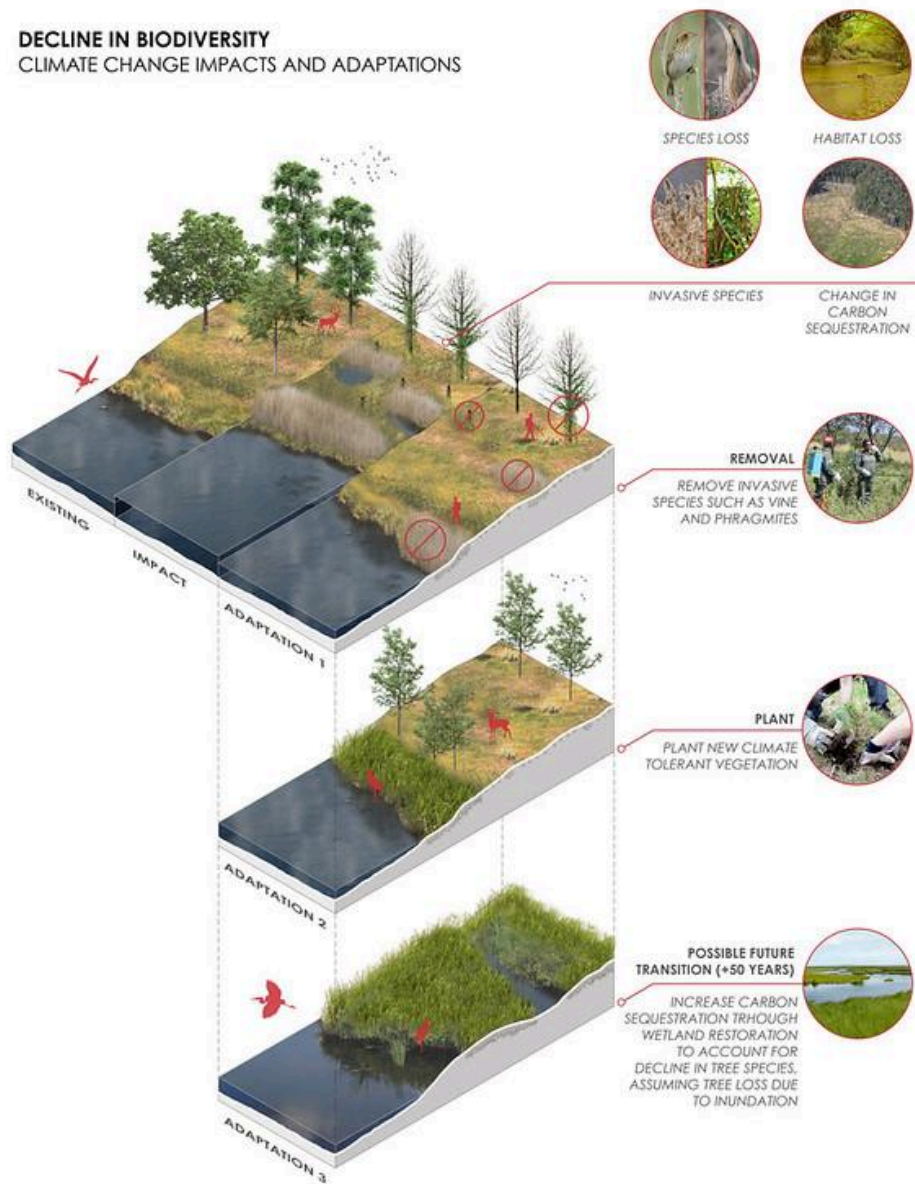 DECLINE IN BIODIVERSITY
CLIMATE CHANGE IMPACTS AND ADAPTATIONS
SPECIES LOSS
HABITAT LOSS
INVASIVE SPECIES
CHANGE IN
CARBON
SEQUESTRATION
REMOVAL
REMOVE INVASIVE
SPECIES SUCH AS VINE
AND PHRAGMITES
EXISTING
IMPACT
ADAPTATION 1
PLANT
PLANT NEW CLIMATE
TOLERANT VEGETATION
ADAPTATION 2
POSSIBLE FUTURE
TRANSITION (+50 YEARS)
INCREASE CARBON
SEQUESTRATION TRHOUGH
WETLAND RESTORATION
TO ACCOUNT FOR
DECLINE IN TREE SPECIES,
ASSUMING TREE LOSS DUE
TO INUNDATION
ADAPTATION 3